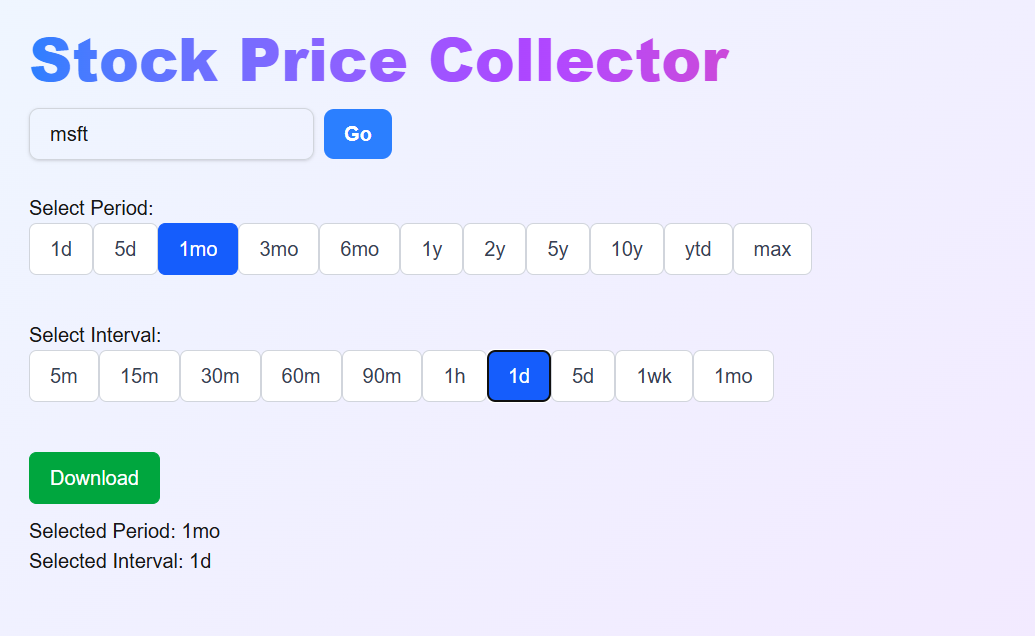 Stock Price Collector
msft Go
Select Period:
1d 5d 1mo 3mo 6mo 1y 2y 5y 10y ytd max
Select Interval:
5m 15m 30m 60m 90m 1h 1d 5d 1wk 1mo
Download
Selected Period: 1mo
Selected Interval: 1d